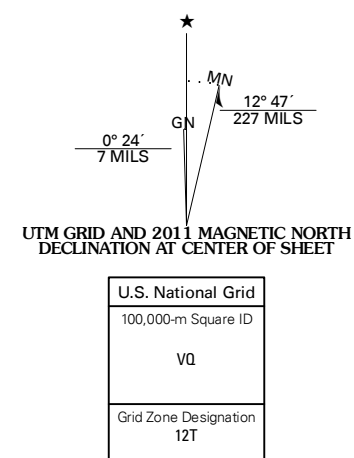 MN
GN
12° 47´
227 MILS
0° 24´
7 MILS
UTM GRID AND 2011 MAGNETIC NORTH
DECLINATION AT CENTER OF SHEET
U.S. National Grid
100,000-m Square ID
VQ
Grid Zone Designation
12T